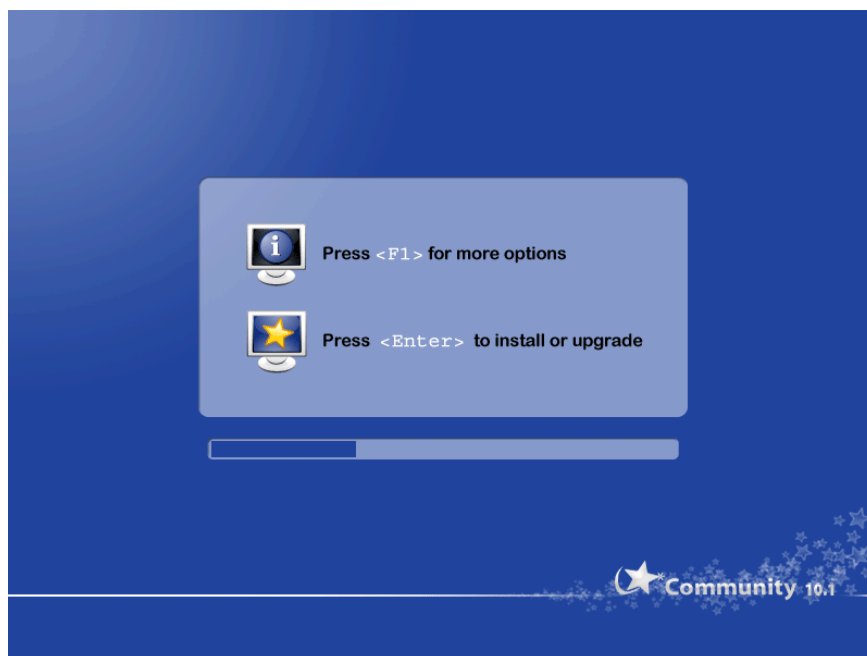 Press <F1> for more options
Press <Enter> to install or upgrade
Community 10.1